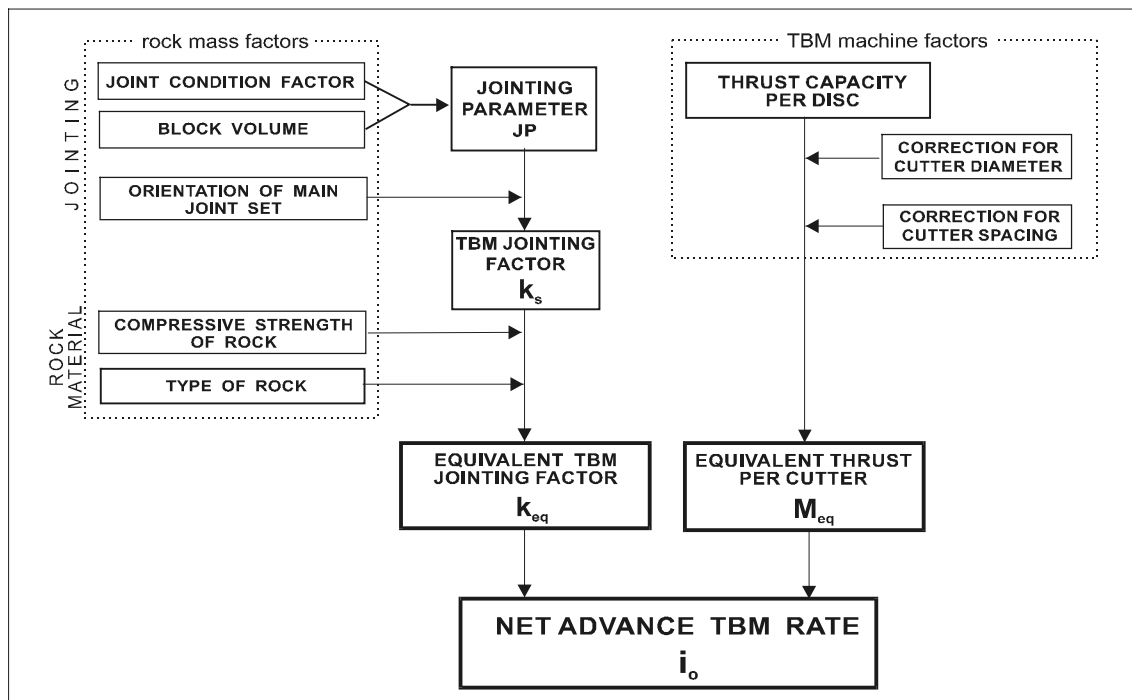 rock mass factors
JOINTING
JOINT CONDITION FACTOR
BLOCK VOLUME
JOINTING
PARAMETER
JP
ORIENTATION OF MAIN
JOINT SET
TBM JOINTING
FACTOR
ks
ROCK
MATERIAL
COMPRESSIVE STRENGTH
OF ROCK
TYPE OF ROCK
EQUIVALENT TBM
JOINTING FACTOR
keq
TBM machine factors
THRUST CAPACITY
PER DISC
CORRECTION FOR
CUTTER DIAMETER
CORRECTION FOR
CUTTER SPACING
EQUIVALENT THRUST
PER CUTTER
Meq
NET ADVANCE TBM RATE
io